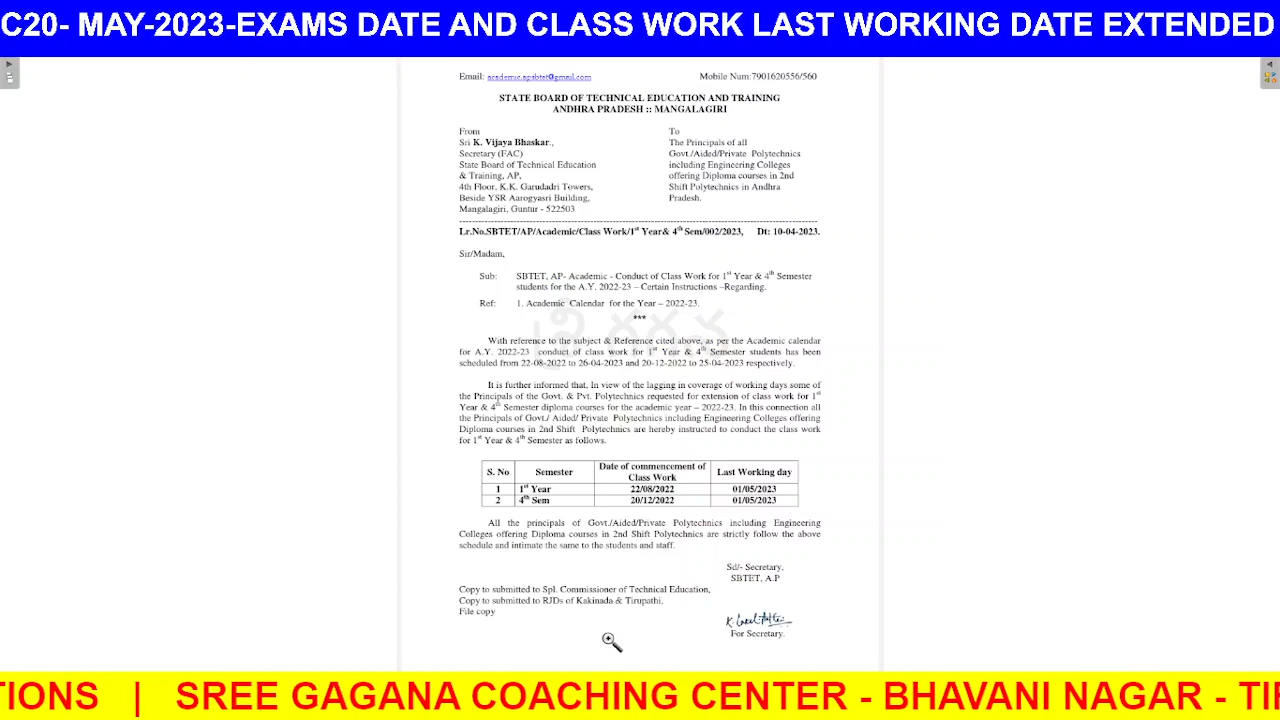 C20- MAY-2023-EXAMS DATE AND CLASS WORK LAST WORKING DATE EXTENDED
Email: academic.apsbtet@gmail.com Mobile Num:7901620556/560
STATE BOARD OF TECHNICAL EDUCATION AND TRAINING
ANDHRA PRADESH :: MANGALAGIRI
From
Sri K. Vijaya Bhaskar.,
Secretary (FAC)
State Board of Technical Education
& Training, AP,
4th Floor, K.K. Garudadri Towers,
Beside YSR Aarogyasri Building,
Mangalagiri, Guntur - 522503
To
The Principals of all
Govt./Aided/Private Polytechnics
including Engineering Colleges
offering Diploma courses in 2nd
Shift Polytechnics in Andhra
Pradesh.
Lr.No.SBTET/AP/Academic/Class Work/1st Year& 4th Sem/002/2023, Dt: 10-04-2023.
Sir/Madam,
Sub: SBTET, AP- Academic - Conduct of Class Work for 1st Year & 4th Semester
students for the A.Y. 2022-23 – Certain Instructions –Regarding.
Ref: 1. Academic Calendar for the Year – 2022-23.
***
With reference to the subject & Reference cited above, as per the Academic calendar
for A.Y. 2022-23 conduct of class work for 1st Year & 4th Semester students has been
scheduled from 22-08-2022 to 26-04-2023 and 20-12-2022 to 25-04-2023 respectively.
It is further informed that, In view of the lagging in coverage of working days some of
the Principals of the Govt. & Pvt. Polytechnics requested for extension of class work for 1st
Year & 4th Semester diploma courses for the academic year – 2022-23. In this connection all
the Principals of Govt./ Aided/ Private Polytechnics including Engineering Colleges offering
Diploma courses in 2nd Shift Polytechnics are hereby instructed to conduct the class work
for 1st Year & 4th Semester as follows.
S. No Semester Date of commencement of Class Work Last Working day
1 1st Year 22/08/2022 01/05/2023
2 4th Sem 20/12/2022 01/05/2023
All the principals of Govt./Aided/Private Polytechnics including Engineering
Colleges offering Diploma courses in 2nd Shift Polytechnics are strictly follow the above
schedule and intimate the same to the students and staff.
Sd/- Secretary,
SBTET, A.P
Copy to submitted to Spl. Commissioner of Technical Education,
Copy to submitted to RJDs of Kakinada & Tirupathi,
File copy
For Secretary.
TIONS | SREE GAGANA COACHING CENTER - BHAVANI NAGAR - TI